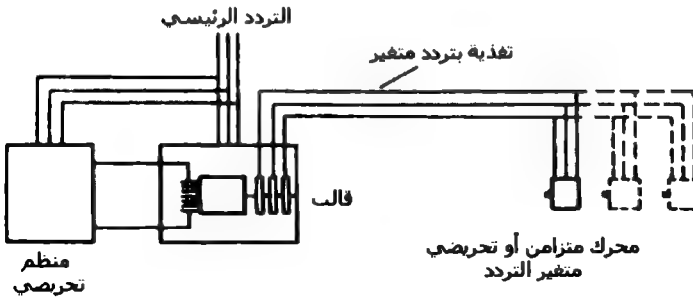 التردد الرئيسي
تغذية بتردد متغير
قالب
محرك متزامن أو تحريضي
متغير التردد
منظم
تحريضي